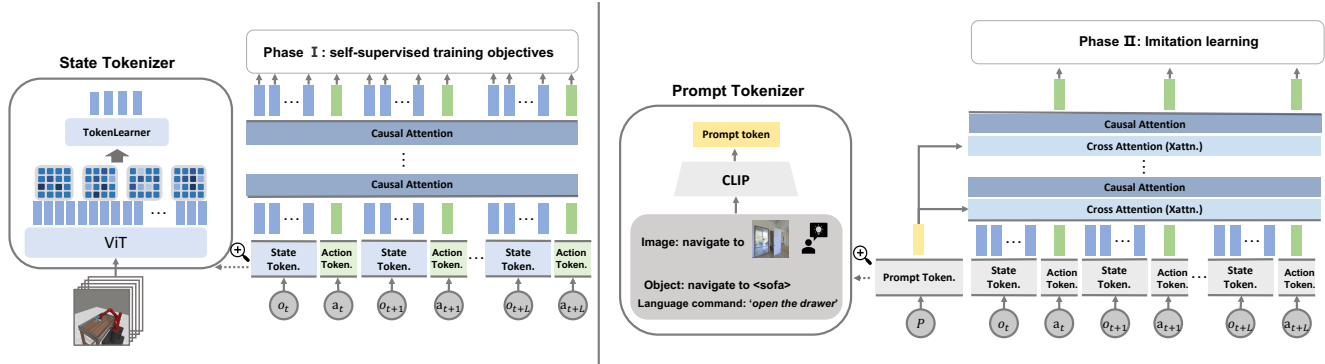 State Tokenizer
TokenLearner
...
ViT
Phase I: self-supervised training objectives
... ... ...
Causal Attention
⋮
Causal Attention
... ... ...
State Token.
Action Token.
State Token.
Action Token.
...
State Token.
Action Token.
o_t
a_t
o_{t+1}
a_{t+1}
o_{t+L}
a_{t+L}
Prompt Tokenizer
Prompt token
CLIP
Image: navigate to
Object: navigate to <sofa>
Language command: ‘open the drawer’
Phase II: Imitation learning
Causal Attention
Cross Attention (Xattn.)
⋮
Causal Attention
Cross Attention (Xattn.)
... ... ...
Prompt Token.
State Token.
Action Token.
State Token.
Action Token.
...
State Token.
Action Token.
P
o_t
a_t
o_{t+1}
a_{t+1}
o_{t+L}
a_{t+L}